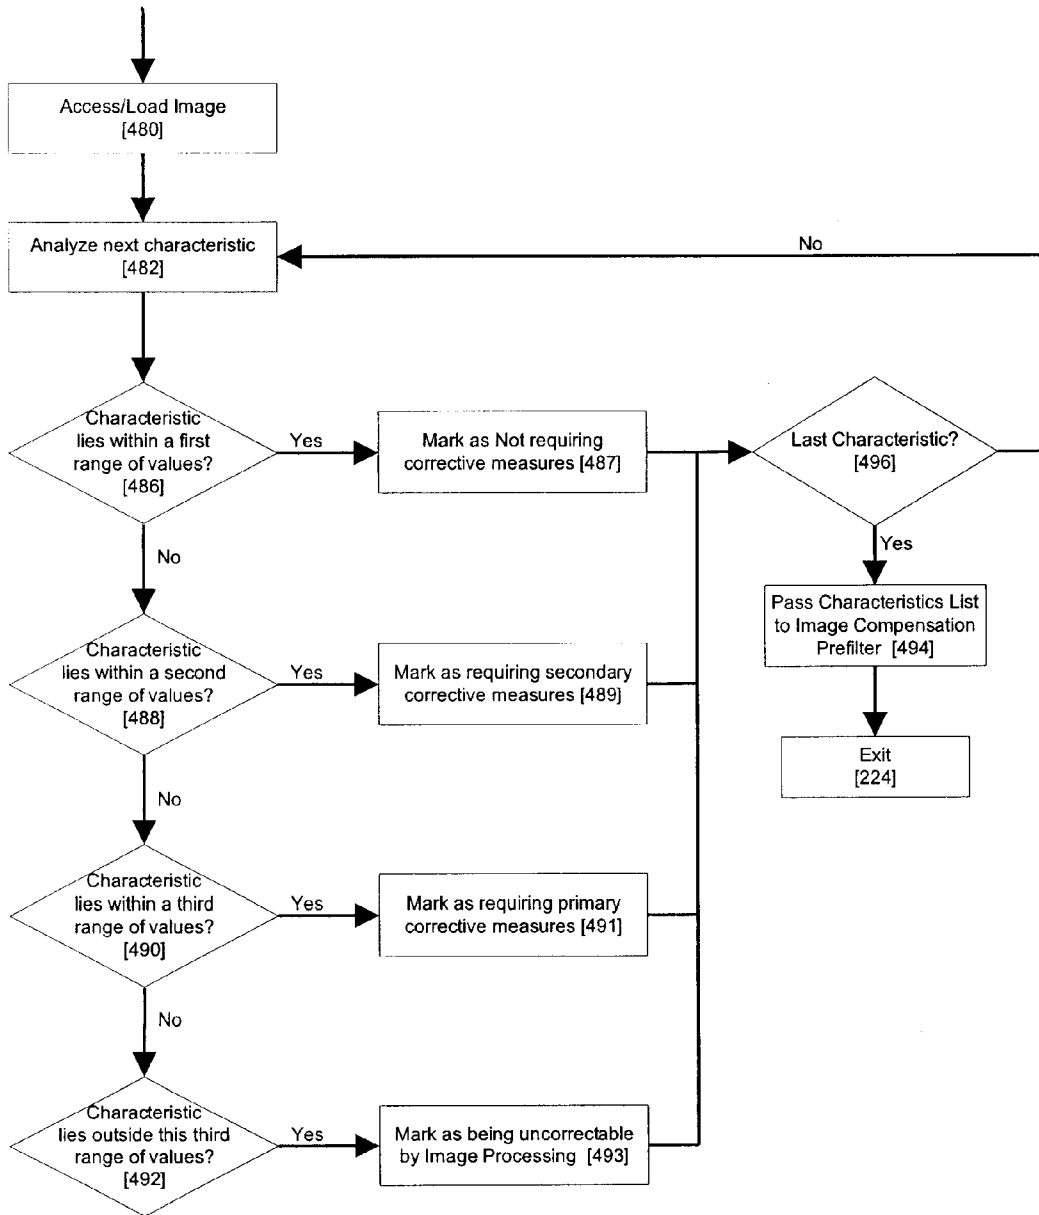 Access/Load Image
[480]
Analyze next characteristic
[482]
No
Characteristic
lies within a first
range of values?
[486]
Yes
Mark as Not requiring
corrective measures [487]
Last Characteristic?
[496]
No
Yes
Characteristic
lies within a second
range of values?
[488]
Yes
Mark as requiring secondary
corrective measures [489]
Pass Characteristics List
to Image Compensation
Prefilter [494]
Exit
[224]
No
Characteristic
lies within a third
range of values?
[490]
Yes
Mark as requiring primary
corrective measures [491]
No
Characteristic
lies outside this third
range of values?
[492]
Yes
Mark as being uncorrectable
by Image Processing [493]